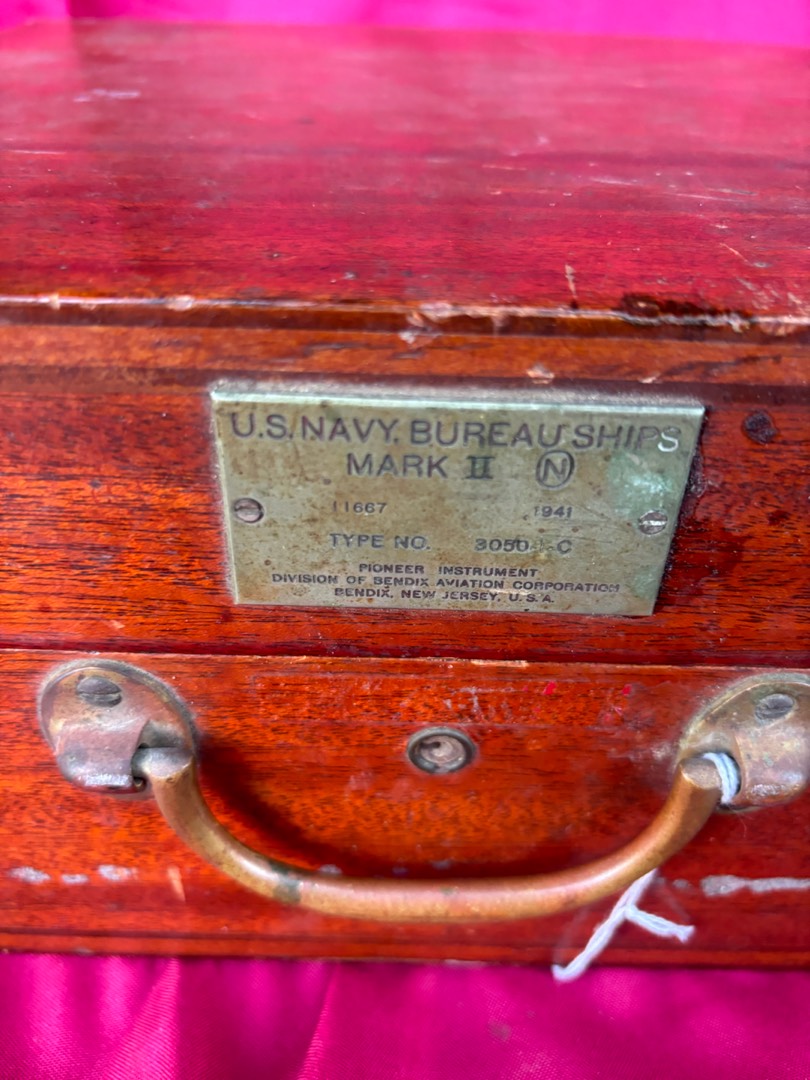 U.S. NAVY. BUREAU SHIPS
MARK II Ⓝ
11667 1941
TYPE NO.
PIONEER INSTRUMENT
DIVISION OF BENDIX AVIATION CORPORATION
BENDIX, NEW JERSEY, U.S.A.